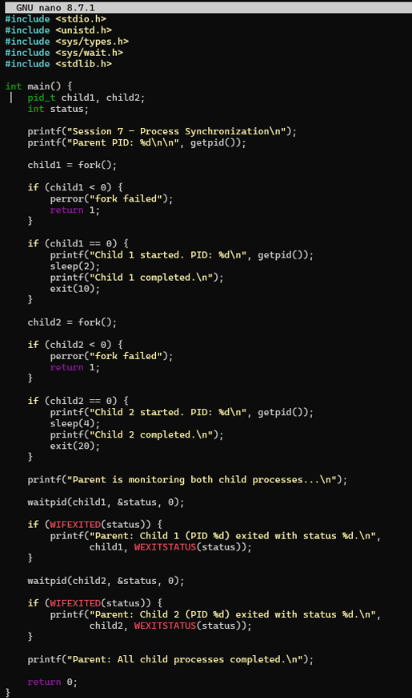 GNU nano 8.7.1
#include <stdio.h>
#include <unistd.h>
#include <sys/types.h>
#include <sys/wait.h>
#include <stdlib.h>

int main() {
    pid_t child1, child2;
    int status;

    printf("Session 7 - Process Synchronization\n");
    printf("Parent PID: %d\n\n", getpid());

    child1 = fork();

    if (child1 < 0) {
        perror("fork failed");
        return 1;
    }

    if (child1 == 0) {
        printf("Child 1 started. PID: %d\n", getpid());
        sleep(2);
        printf("Child 1 completed.\n");
        exit(10);
    }

    child2 = fork();

    if (child2 < 0) {
        perror("fork failed");
        return 1;
    }

    if (child2 == 0) {
        printf("Child 2 started. PID: %d\n", getpid());
        sleep(4);
        printf("Child 2 completed.\n");
        exit(20);
    }

    printf("Parent is monitoring both child processes...\n");

    waitpid(child1, &status, 0);

    if (WIFEXITED(status)) {
        printf("Parent: Child 1 (PID %d) exited with status %d.\n",
               child1, WEXITSTATUS(status));
    }

    waitpid(child2, &status, 0);

    if (WIFEXITED(status)) {
        printf("Parent: Child 2 (PID %d) exited with status %d.\n",
               child2, WEXITSTATUS(status));
    }

    printf("Parent: All child processes completed.\n");

    return 0;
}